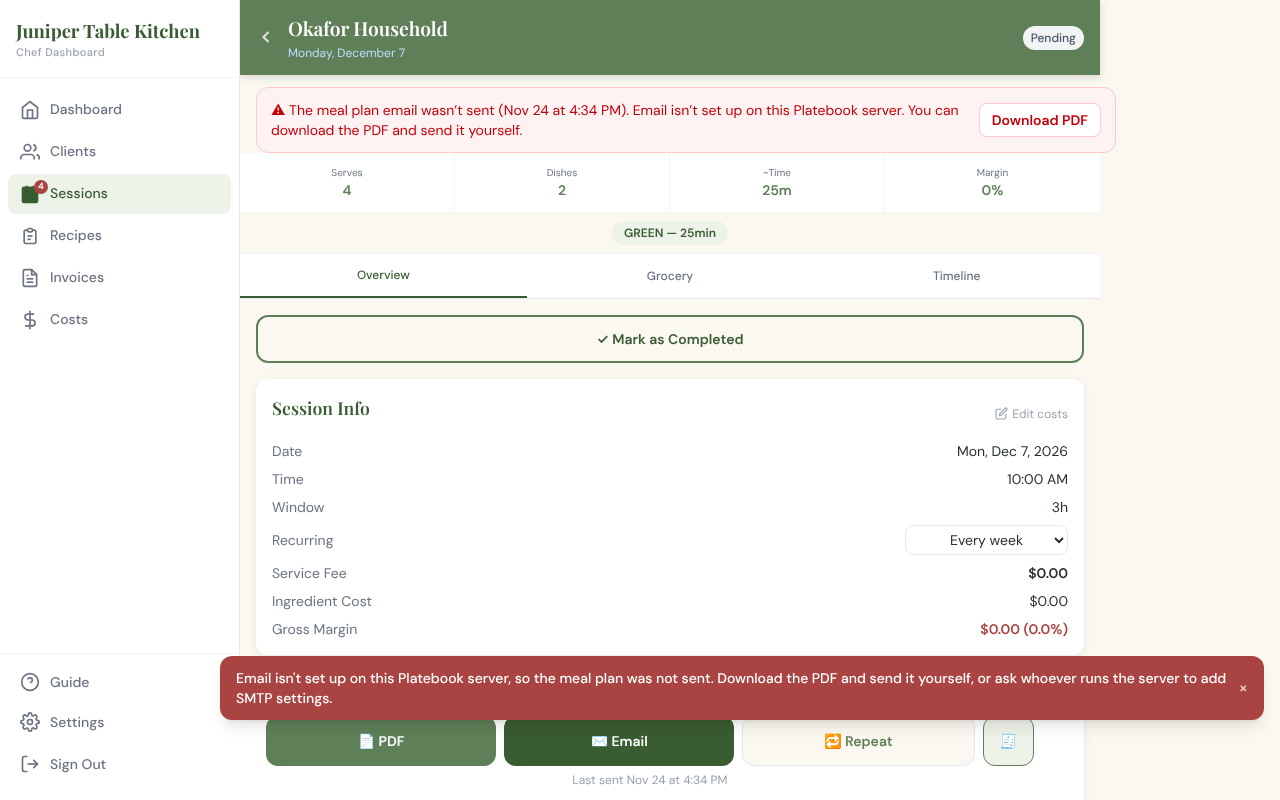 Juniper Table Kitchen
Chef Dashboard
Dashboard
Clients
4
Sessions
Recipes
Invoices
Costs
Guide
Settings
Sign Out
Okafor Household
Monday, December 7
Pending
⚠ The meal plan email wasn’t sent (Nov 24 at 4:34 PM). Email isn’t set up on this Platebook server. You can
download the PDF and send it yourself.
Download PDF
Serves
4
Dishes
2
~Time
25m
Margin
0%
GREEN — 25min
Overview
Grocery
Timeline
✓ Mark as Completed
Session Info
Edit costs
Date
Mon, Dec 7, 2026
Time
10:00 AM
Window
3h
Recurring
Every week
Service Fee
$0.00
Ingredient Cost
$0.00
Gross Margin
$0.00 (0.0%)
Email isn't set up on this Platebook server, so the meal plan was not sent. Download the PDF and send it yourself, or ask whoever runs the server to add
SMTP settings.
×
📄 PDF
✉️ Email
🔁 Repeat
🧾
Last sent Nov 24 at 4:34 PM